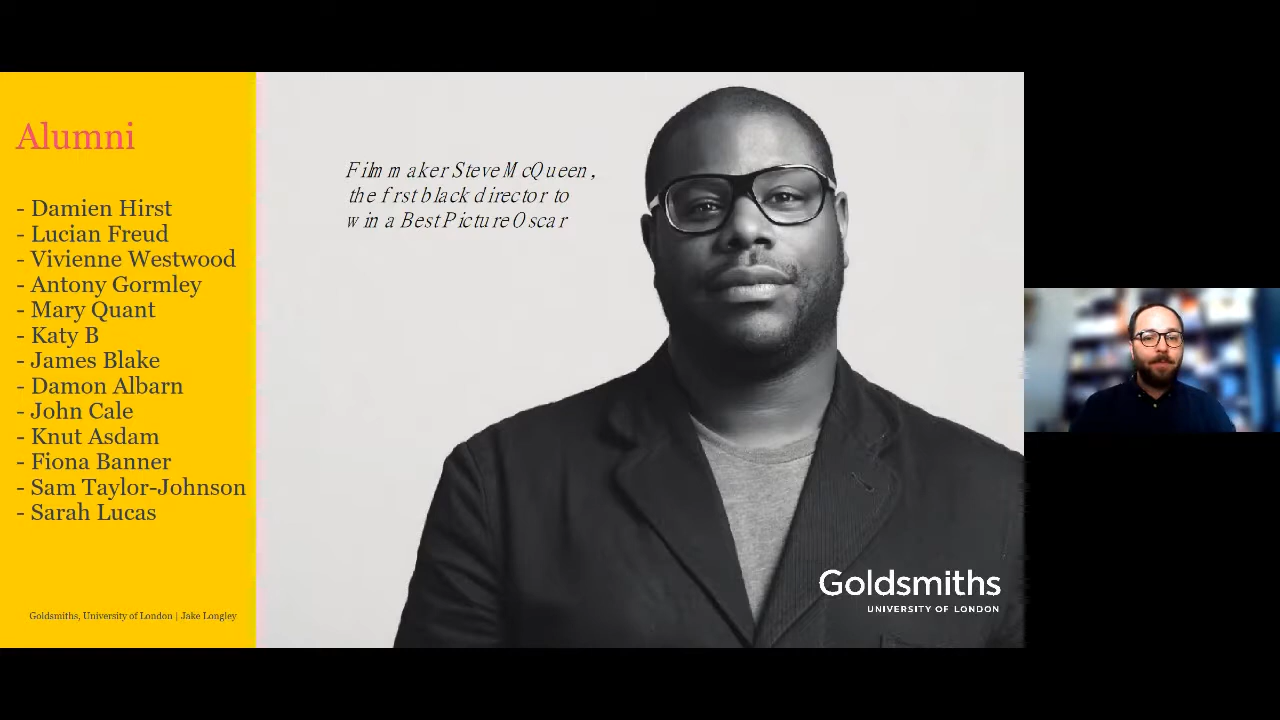 Alumni
- Damien Hirst
- Lucian Freud
- Vivienne Westwood
- Antony Gormley
- Mary Quant
- Katy B
- James Blake
- Damon Albarn
- John Cale
- Knut Asdam
- Fiona Banner
- Sam Taylor-Johnson
- Sarah Lucas
Goldsmiths, University of London | Jake Longley
Filmmaker Steve McQueen,
the frst black director to
win a Best Picture Oscar
Goldsmiths
UNIVERSITY OF LONDON